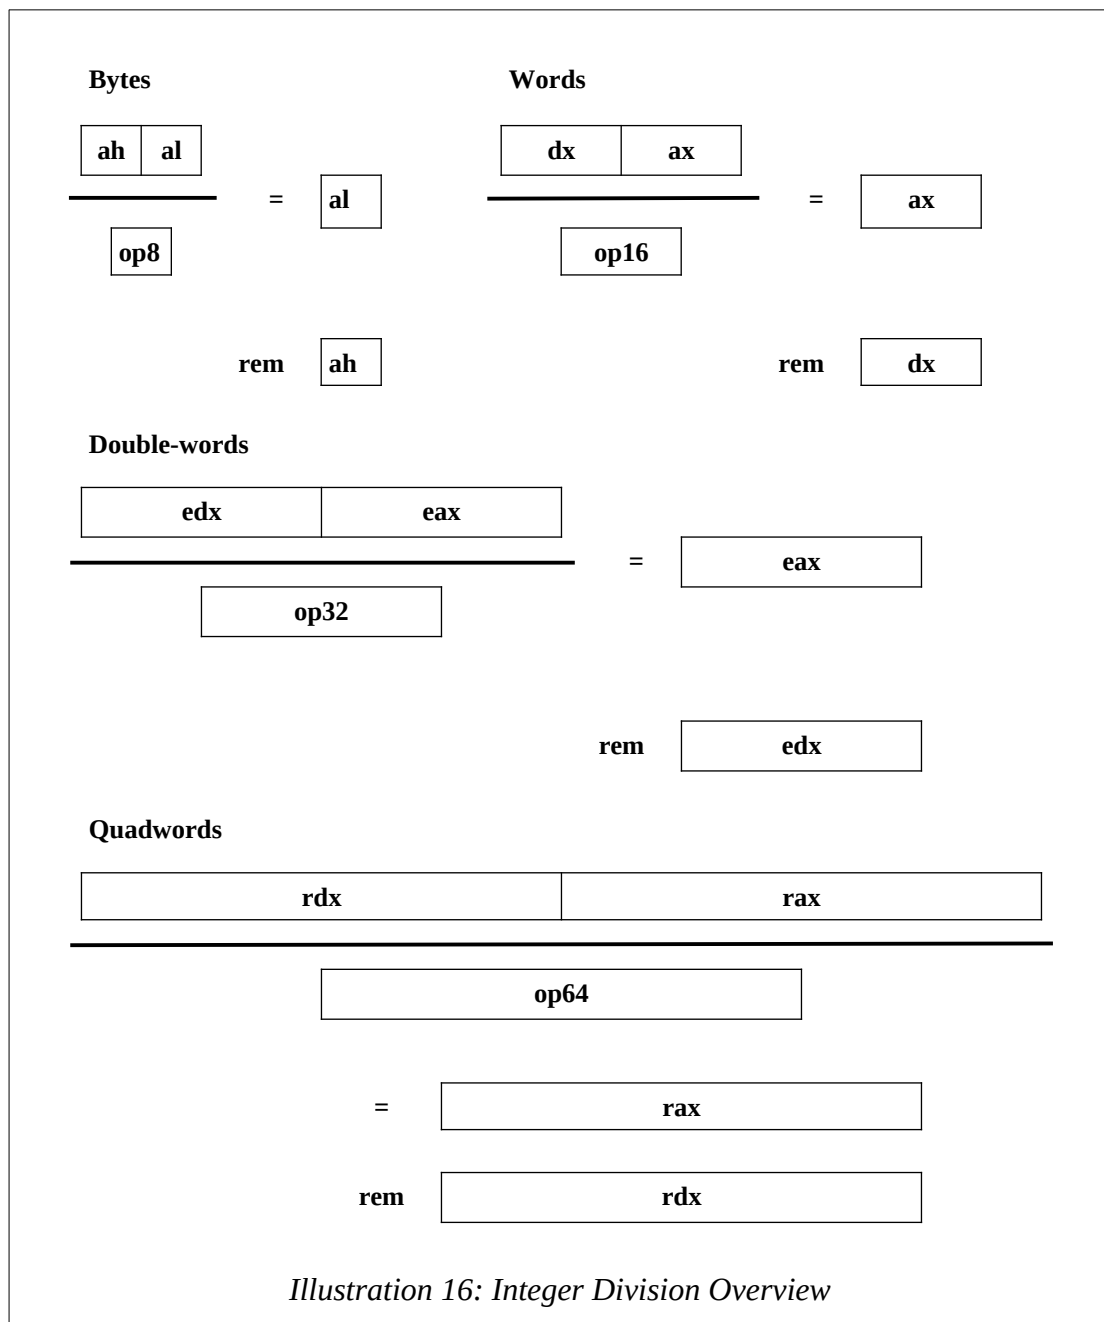 Bytes
ah al
= al
op8
rem ah
Words
dx ax
= ax
op16
rem dx
Double-words
edx eax
= eax
op32
rem edx
Quadwords
rdx rax
op64
= rax
rem rdx
Illustration 16: Integer Division Overview